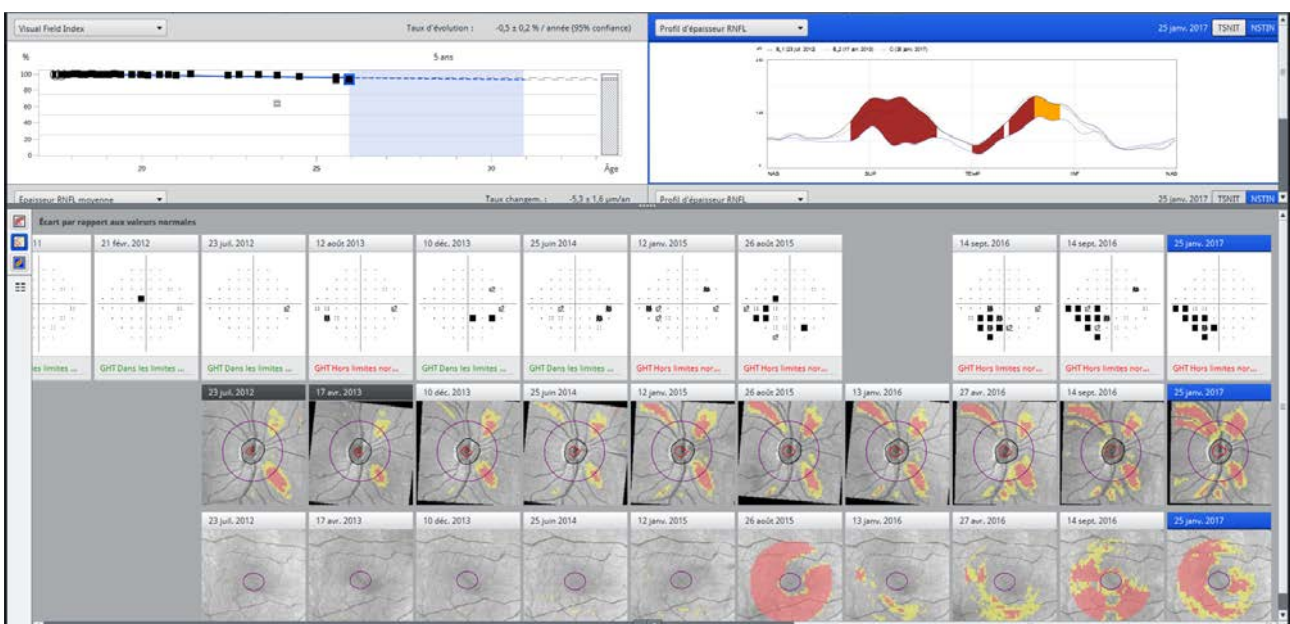 Visual Field Index
Taux d'évolution : -0,5 ± 0,2 % / année (95% confiance)
%
5 ans
100
80
60
40
20
0
20
25
30
Âge
Profil d'épaisseur RNFL
25 janv. 2017
TSNIT
NSTIN
NAS
SUP
TEMP
INF
NAS
Épaisseur RNFL moyenne
Taux changem. : -5,3 ± 1,6 µm/an
Profil d'épaisseur RNFL
25 janv. 2017
TSNIT
NSTIN
Écart par rapport aux valeurs normales
11
21 févr. 2012
23 juil. 2012
12 août 2013
10 déc. 2013
25 juin 2014
12 janv. 2015
26 août 2015
14 sept. 2016
14 sept. 2016
25 janv. 2017
es limites ...
GHT Dans les limites ...
GHT Dans les limites ...
GHT Hors limites nor...
GHT Dans les limites ...
GHT Dans les limites ...
GHT Hors limites nor...
GHT Hors limites nor...
GHT Hors limites nor...
GHT Hors limites nor...
GHT Hors limites nor...
23 juil. 2012
17 avr. 2013
10 déc. 2013
25 juin 2014
12 janv. 2015
26 août 2015
13 janv. 2016
27 avr. 2016
14 sept. 2016
25 janv. 2017
23 juil. 2012
17 avr. 2013
10 déc. 2013
25 juin 2014
12 janv. 2015
26 août 2015
13 janv. 2016
27 avr. 2016
14 sept. 2016
25 janv. 2017